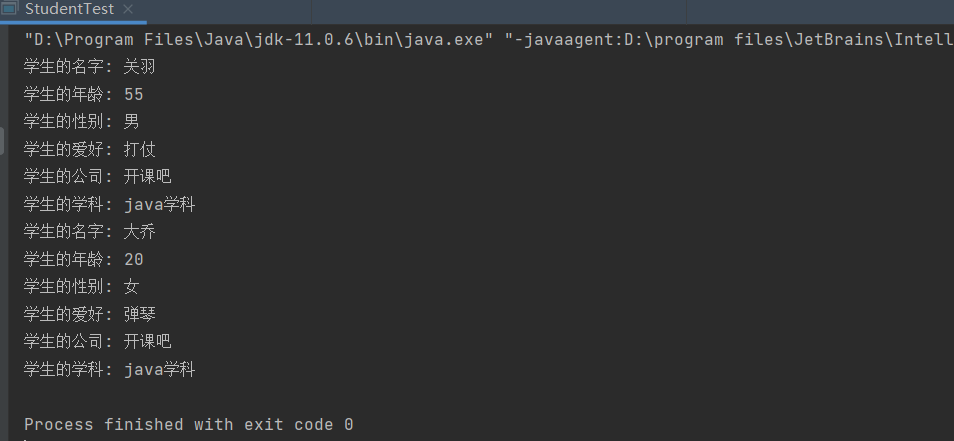 StudentTest
"D:\Program Files\Java\jdk-11.0.6\bin\java.exe" "-javaagent:D:\program files\JetBrains\Intell
学生的名字: 关羽
学生的年龄: 55
学生的性别: 男
学生的爱好: 打仗
学生的公司: 开课吧
学生的学科: java学科
学生的名字: 大乔
学生的年龄: 20
学生的性别: 女
学生的爱好: 弹琴
学生的公司: 开课吧
学生的学科: java学科
Process finished with exit code 0